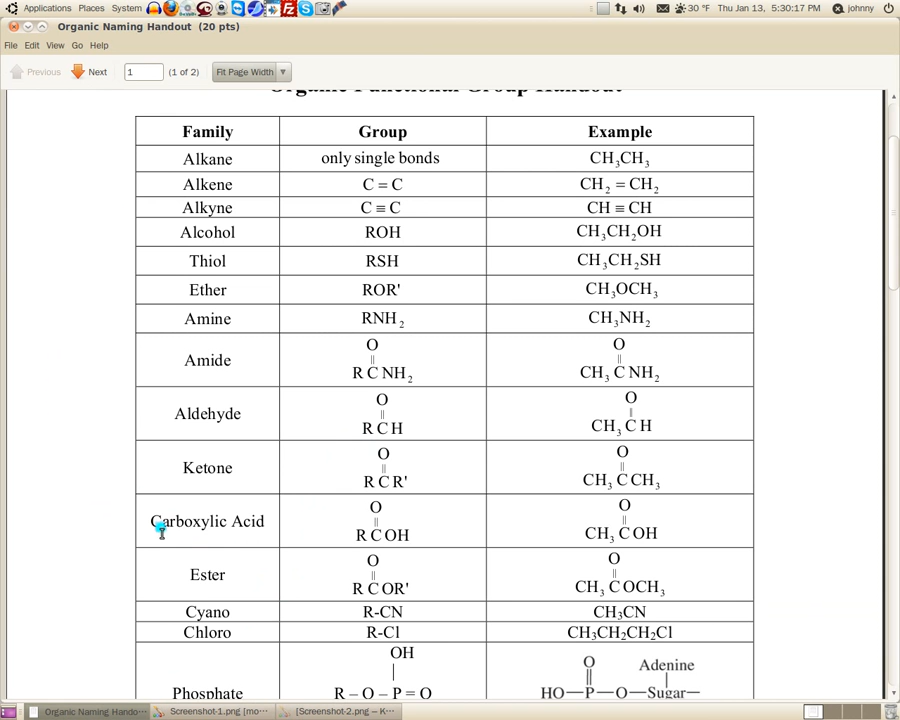 Applications Places System 30 °F Thu Jan 13, 5:30:17 PM johnny
Organic Naming Handout (20 pts)
File Edit View Go Help
Previous Next 1 (1 of 2) Fit Page Width
Organic Functional Group Handout
Family Group Example
Alkane only single bonds CH₃CH₃
Alkene C = C CH₂ = CH₂
Alkyne C ≡ C CH ≡ CH
Alcohol ROH CH₃CH₂OH
Thiol RSH CH₃CH₂SH
Ether ROR' CH₃OCH₃
Amine RNH₂ CH₃NH₂
O O
||  ||
Amide R C NH₂ CH₃ C NH₂
O O
||  ||
Aldehyde R C H CH₃ C H
O O
||  ||
Ketone R C R' CH₃ C CH₃
O O
||  ||
Carboxylic Acid R C OH CH₃ C OH
O O
||  ||
Ester R C OR' CH₃ C OCH₃
Cyano R-CN CH₃CN
Chloro R-Cl CH3CH2CH2Cl
OH
| O Adenine
Phosphate R – O – P = O HO—P—O—Sugar—
Organic Naming Hando... Screenshot-1.png [mo... [Screenshot-2.png – K...